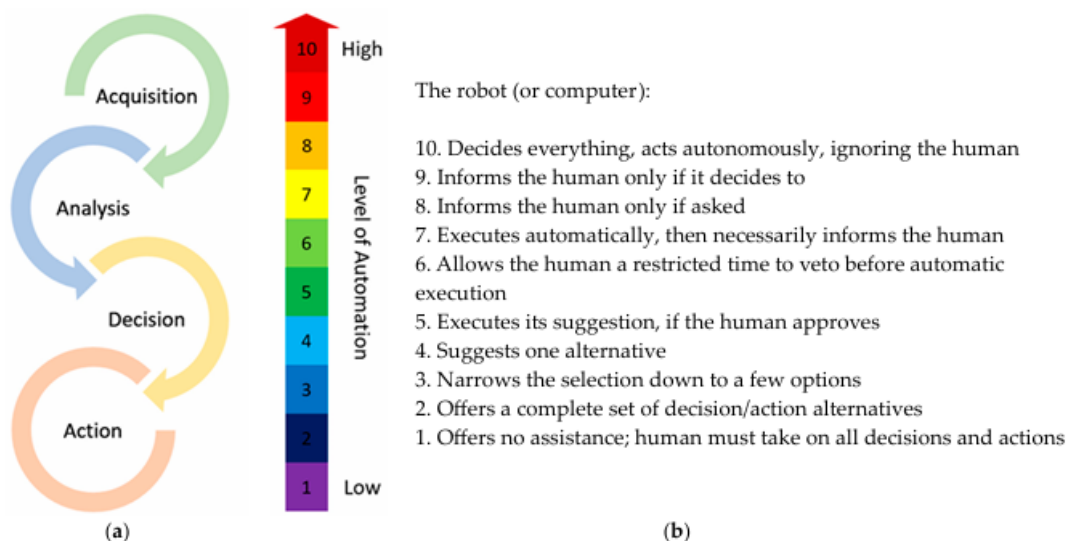 Acquisition
Analysis
Decision
Action
(a)
10
9
8
7
6
5
4
3
2
1
High
Level of Automation
Low
The robot (or computer):
10. Decides everything, acts autonomously, ignoring the human
9. Informs the human only if it decides to
8. Informs the human only if asked
7. Executes automatically, then necessarily informs the human
6. Allows the human a restricted time to veto before automatic
execution
5. Executes its suggestion, if the human approves
4. Suggests one alternative
3. Narrows the selection down to a few options
2. Offers a complete set of decision/action alternatives
1. Offers no assistance; human must take on all decisions and actions
(b)